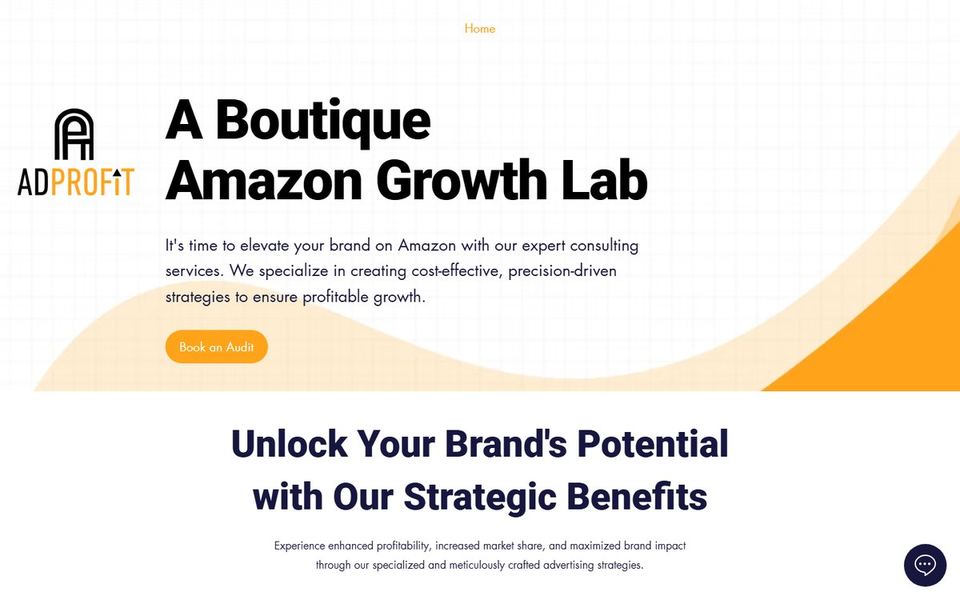 Home
ADPROFIT
A Boutique
Amazon Growth Lab
It's time to elevate your brand on Amazon with our expert consulting
services. We specialize in creating cost-effective, precision-driven
strategies to ensure profitable growth.
Book an Audit
Unlock Your Brand's Potential
with Our Strategic Benefits
Experience enhanced profitability, increased market share, and maximized brand impact
through our specialized and meticulously crafted advertising strategies.